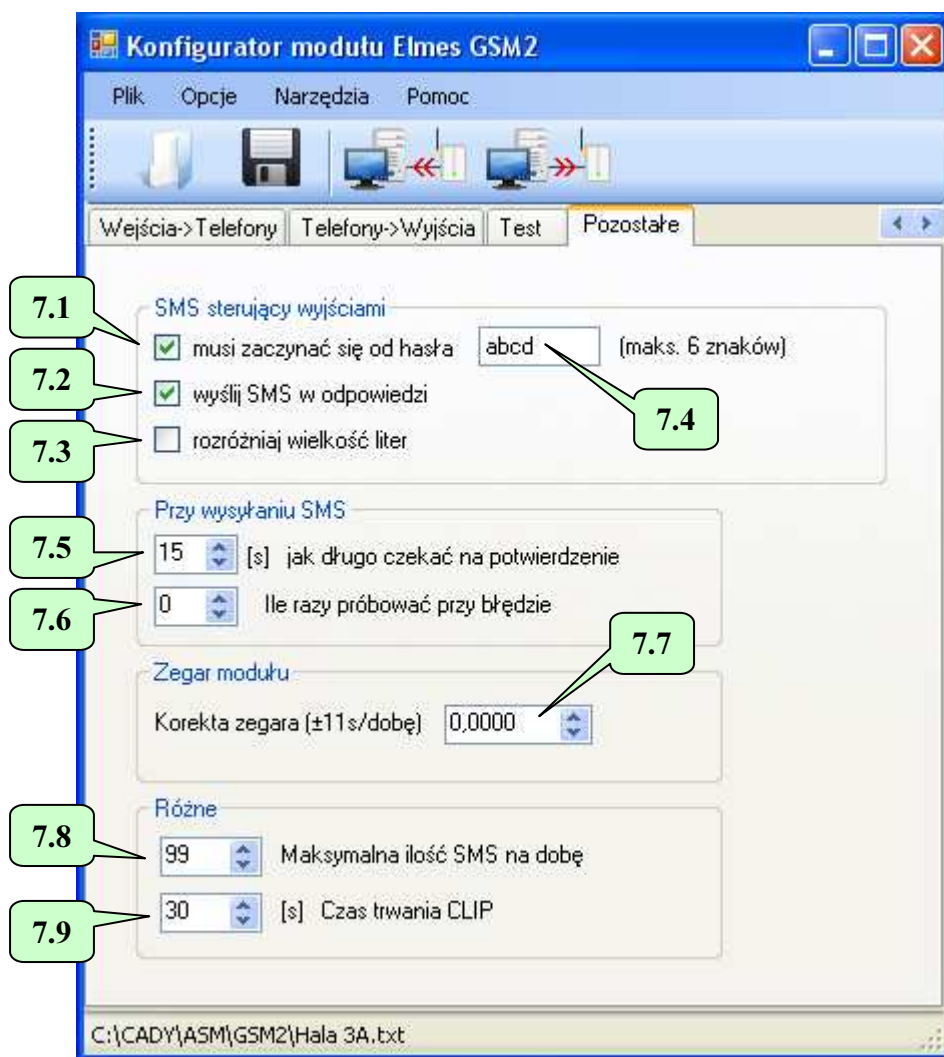 Konfigurator modułu Elmes GSM2
Plik Opcje Narzędzia Pomoc
Wejścia->Telefony Telefony->Wyjścia Test Pozostałe
SMS sterujący wyjściami
7.1
musi zaczynać się od hasła abcd (maks. 6 znaków)
7.2
wyślij SMS w odpowiedzi
7.4
7.3
rozróżniaj wielkość liter
Przy wysyłaniu SMS
7.5
15 [s] jak długo czekać na potwierdzenie
7.6
0 Ile razy próbować przy błędzie
7.7
Zegar modułu
Korekta zegara (±11s/dobę) 0,0000
Różne
7.8
99 Maksymalna ilość SMS na dobę
7.9
30 [s] Czas trwania CLIP
C:\CADY\ASM\GSM2\Hala 3A.txt